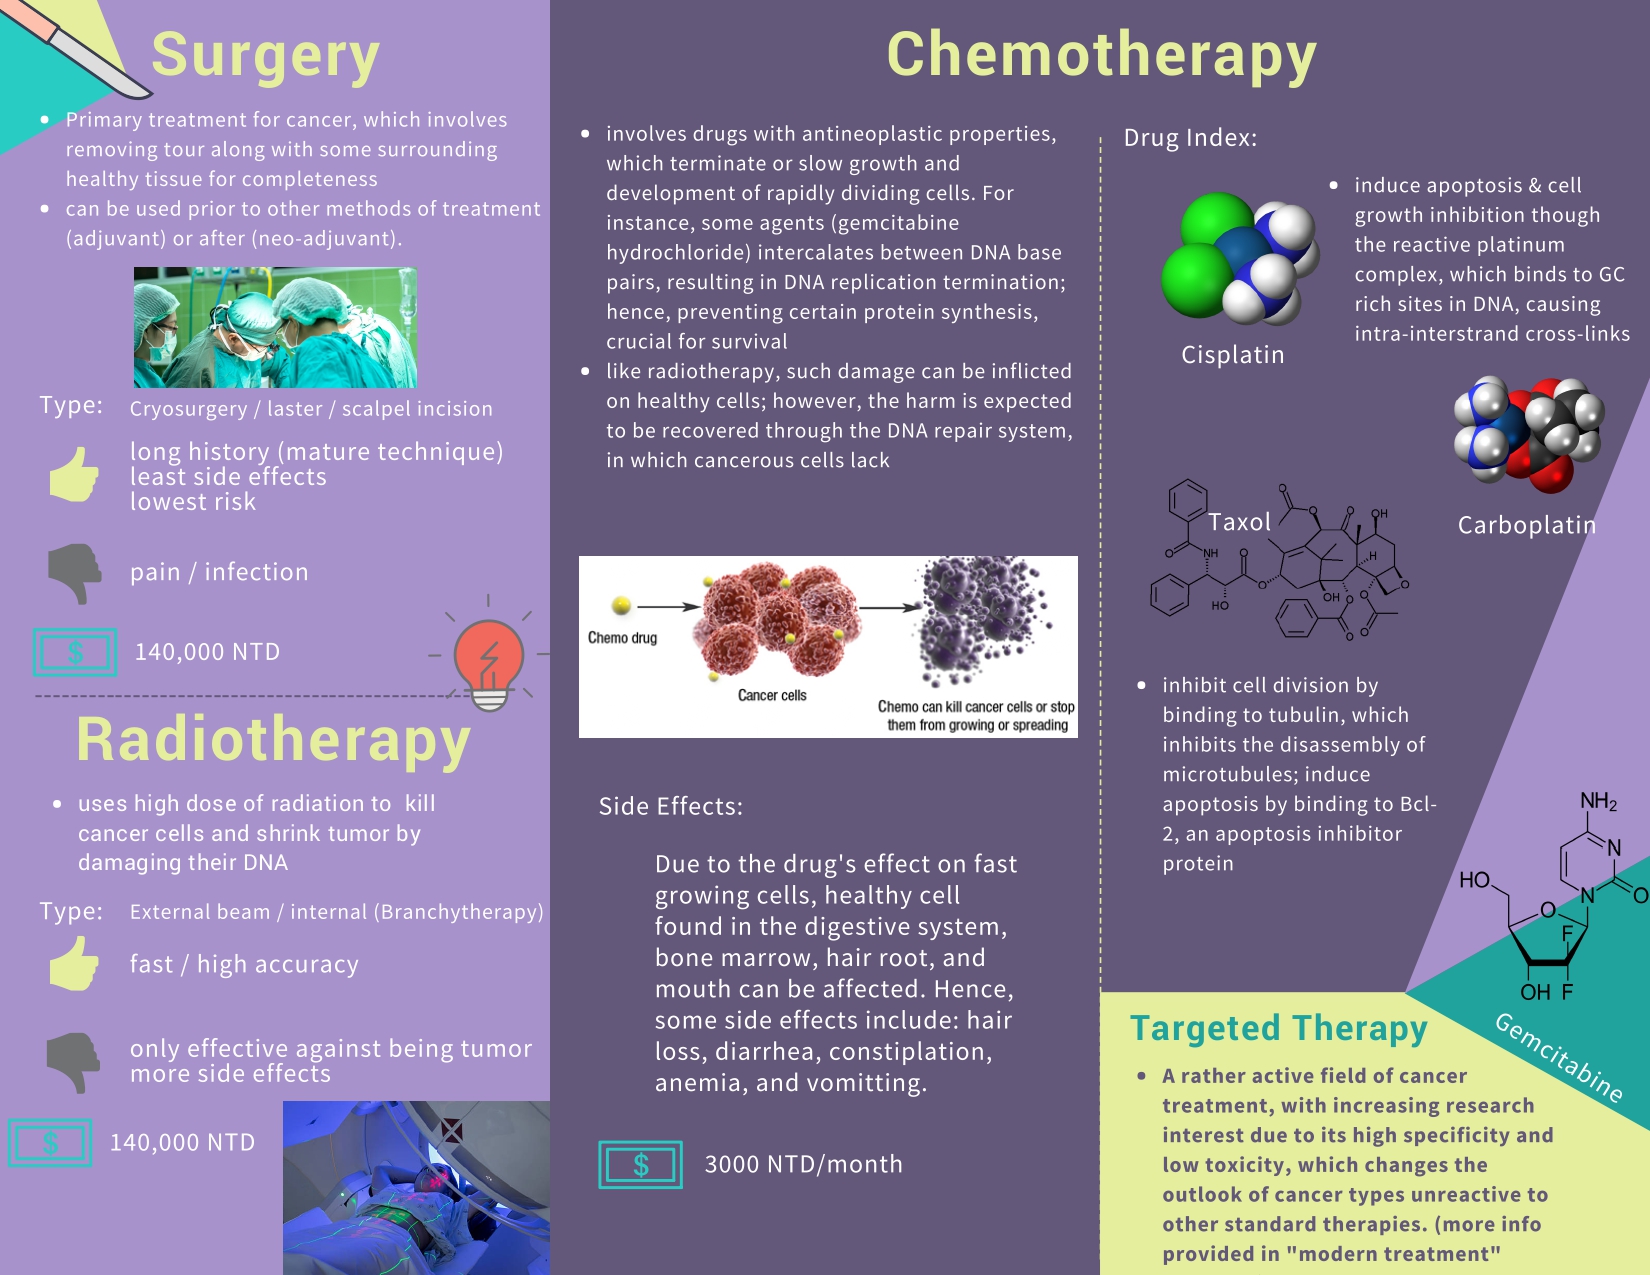 Surgery
Primary treatment for cancer, which involves
removing tour along with some surrounding
healthy tissue for completeness
can be used prior to other methods of treatment
(adjuvant) or after (neo-adjuvant).
Type: Cryosurgery / laster / scalpel incision
long history (mature technique)
least side effects
lowest risk
pain / infection
$ 140,000 NTD
Radiotherapy
uses high dose of radiation to kill
cancer cells and shrink tumor by
damaging their DNA
Type: External beam / internal (Branchytherapy)
fast / high accuracy
only effective against being tumor
more side effects
$ 140,000 NTD
Chemotherapy
involves drugs with antineoplastic properties,
which terminate or slow growth and
development of rapidly dividing cells. For
instance, some agents (gemcitabine
hydrochloride) intercalates between DNA base
pairs, resulting in DNA replication termination;
hence, preventing certain protein synthesis,
crucial for survival
like radiotherapy, such damage can be inflicted
on healthy cells; however, the harm is expected
to be recovered through the DNA repair system,
in which cancerous cells lack
Chemo drug
Cancer cells
Chemo can kill cancer cells or stop
them from growing or spreading
Side Effects:
Due to the drug's effect on fast
growing cells, healthy cell
found in the digestive system,
bone marrow, hair root, and
mouth can be affected. Hence,
some side effects include: hair
loss, diarrhea, constiplation,
anemia, and vomitting.
$ 3000 NTD/month
Drug Index:
induce apoptosis & cell
growth inhibition though
the reactive platinum
complex, which binds to GC
rich sites in DNA, causing
intra-interstrand cross-links
Cisplatin
Carboplatin
Taxol
O
O
O
OH
O
NH
O
O
H
O
HO
OH
O
O
O
O
inhibit cell division by
binding to tubulin, which
inhibits the disassembly of
microtubules; induce
apoptosis by binding to Bcl-
2, an apoptosis inhibitor
protein
NH2
N
HO
N
O
O
F
OH F
Gemcitabine
Targeted Therapy
A rather active field of cancer
treatment, with increasing research
interest due to its high specificity and
low toxicity, which changes the
outlook of cancer types unreactive to
other standard therapies. (more info
provided in "modern treatment"